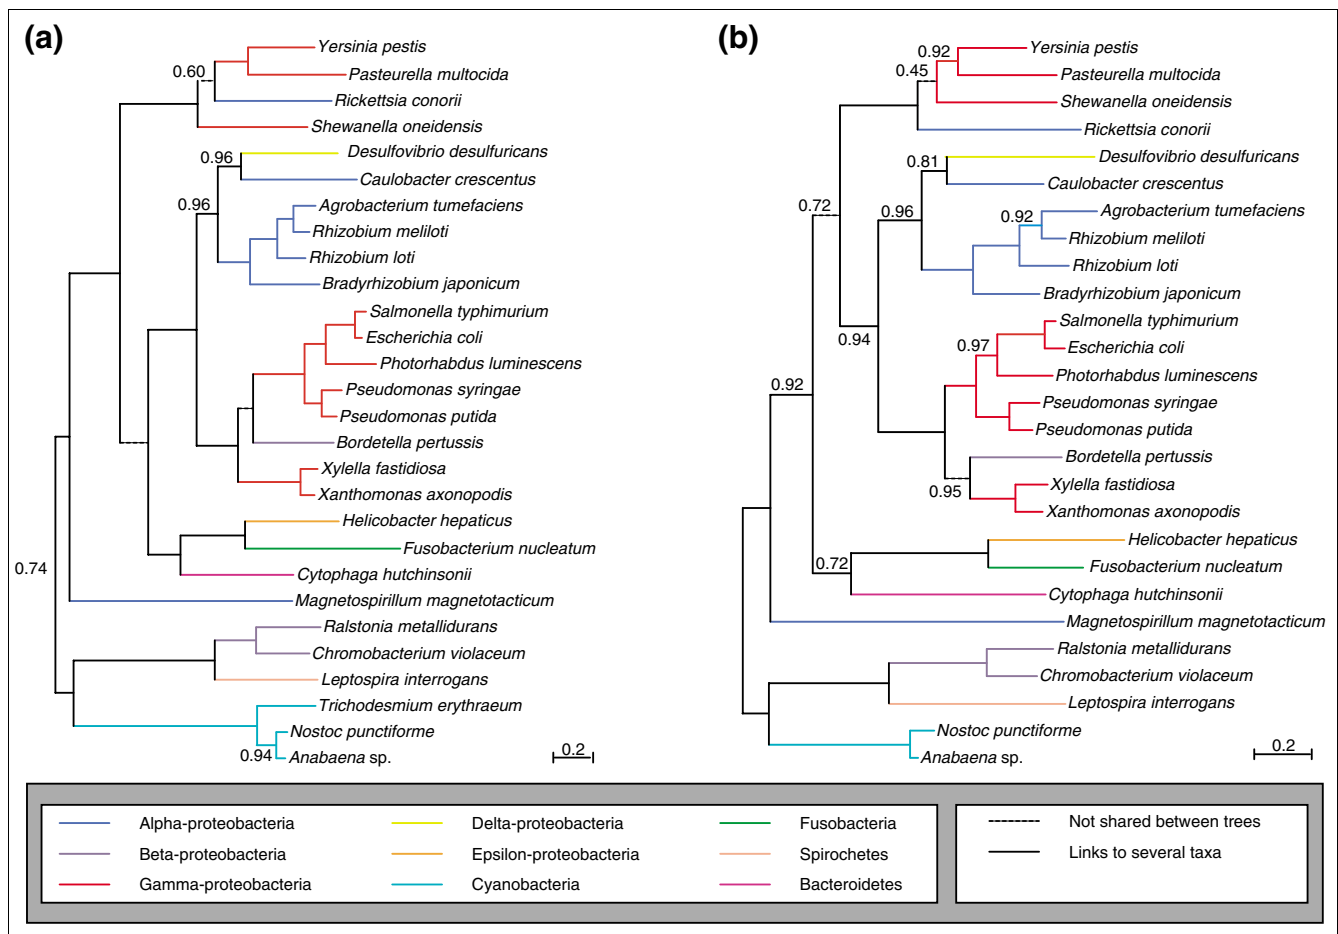 (a)
Yersinia pestis
0.60
Pasteurella multocida
Rickettsia conorii
Shewanella oneidensis
0.96
Desulfovibrio desulfuricans
Caulobacter crescentus
0.96
Agrobacterium tumefaciens
Rhizobium meliloti
Rhizobium loti
Bradyrhizobium japonicum
Salmonella typhimurium
Escherichia coli
Photorhabdus luminescens
Pseudomonas syringae
Pseudomonas putida
Bordetella pertussis
Xylella fastidiosa
Xanthomonas axonopodis
Helicobacter hepaticus
Fusobacterium nucleatum
0.74
Cytophaga hutchinsonii
Magnetospirillum magnetotacticum
Ralstonia metallidurans
Chromobacterium violaceum
Leptospira interrogans
Trichodesmium erythraeum
Nostoc punctiforme
0.94
Anabaena sp.
0.2
(b)
0.92
Yersinia pestis
0.45
Pasteurella multocida
Shewanella oneidensis
Rickettsia conorii
0.81
Desulfovibrio desulfuricans
Caulobacter crescentus
0.72
0.96
0.92
Agrobacterium tumefaciens
Rhizobium meliloti
Rhizobium loti
Bradyrhizobium japonicum
Salmonella typhimurium
0.94
0.97
Escherichia coli
Photorhabdus luminescens
0.92
Pseudomonas syringae
Pseudomonas putida
Bordetella pertussis
0.95
Xylella fastidiosa
Xanthomonas axonopodis
Helicobacter hepaticus
0.72
Fusobacterium nucleatum
Cytophaga hutchinsonii
Magnetospirillum magnetotacticum
Ralstonia metallidurans
Chromobacterium violaceum
Leptospira interrogans
Nostoc punctiforme
Anabaena sp.
0.2
Alpha-proteobacteria
Beta-proteobacteria
Gamma-proteobacteria
Delta-proteobacteria
Epsilon-proteobacteria
Cyanobacteria
Fusobacteria
Spirochetes
Bacteroidetes
Not shared between trees
Links to several taxa